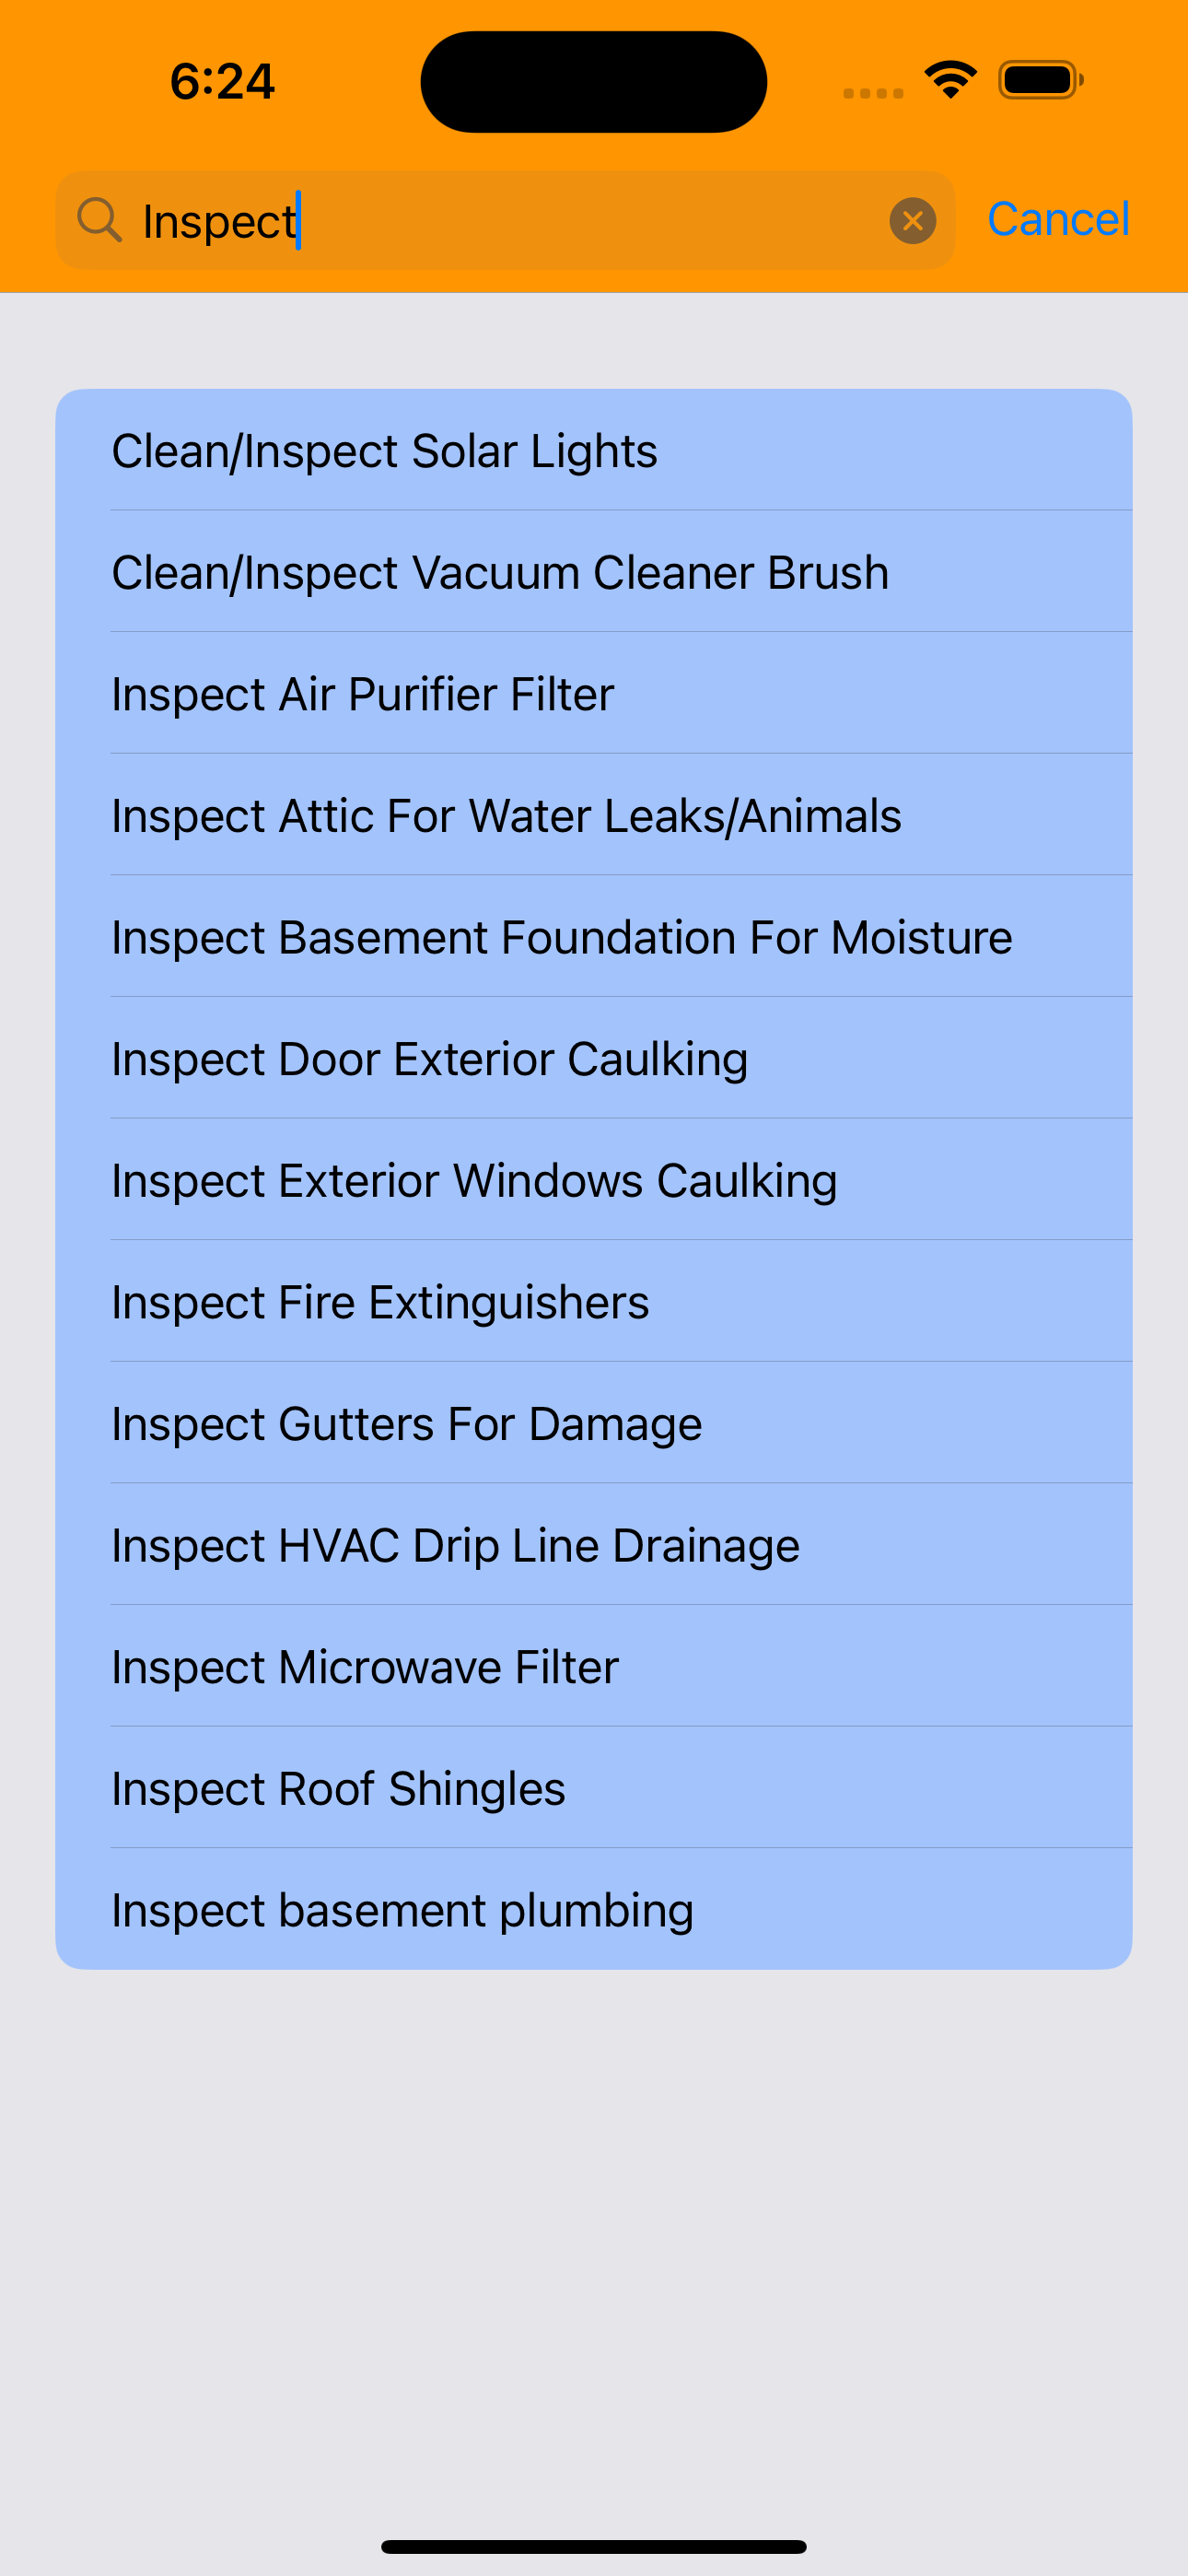 6:24
Inspect
Cancel
Clean/Inspect Solar Lights
Clean/Inspect Vacuum Cleaner Brush
Inspect Air Purifier Filter
Inspect Attic For Water Leaks/Animals
Inspect Basement Foundation For Moisture
Inspect Door Exterior Caulking
Inspect Exterior Windows Caulking
Inspect Fire Extinguishers
Inspect Gutters For Damage
Inspect HVAC Drip Line Drainage
Inspect Microwave Filter
Inspect Roof Shingles
Inspect basement plumbing